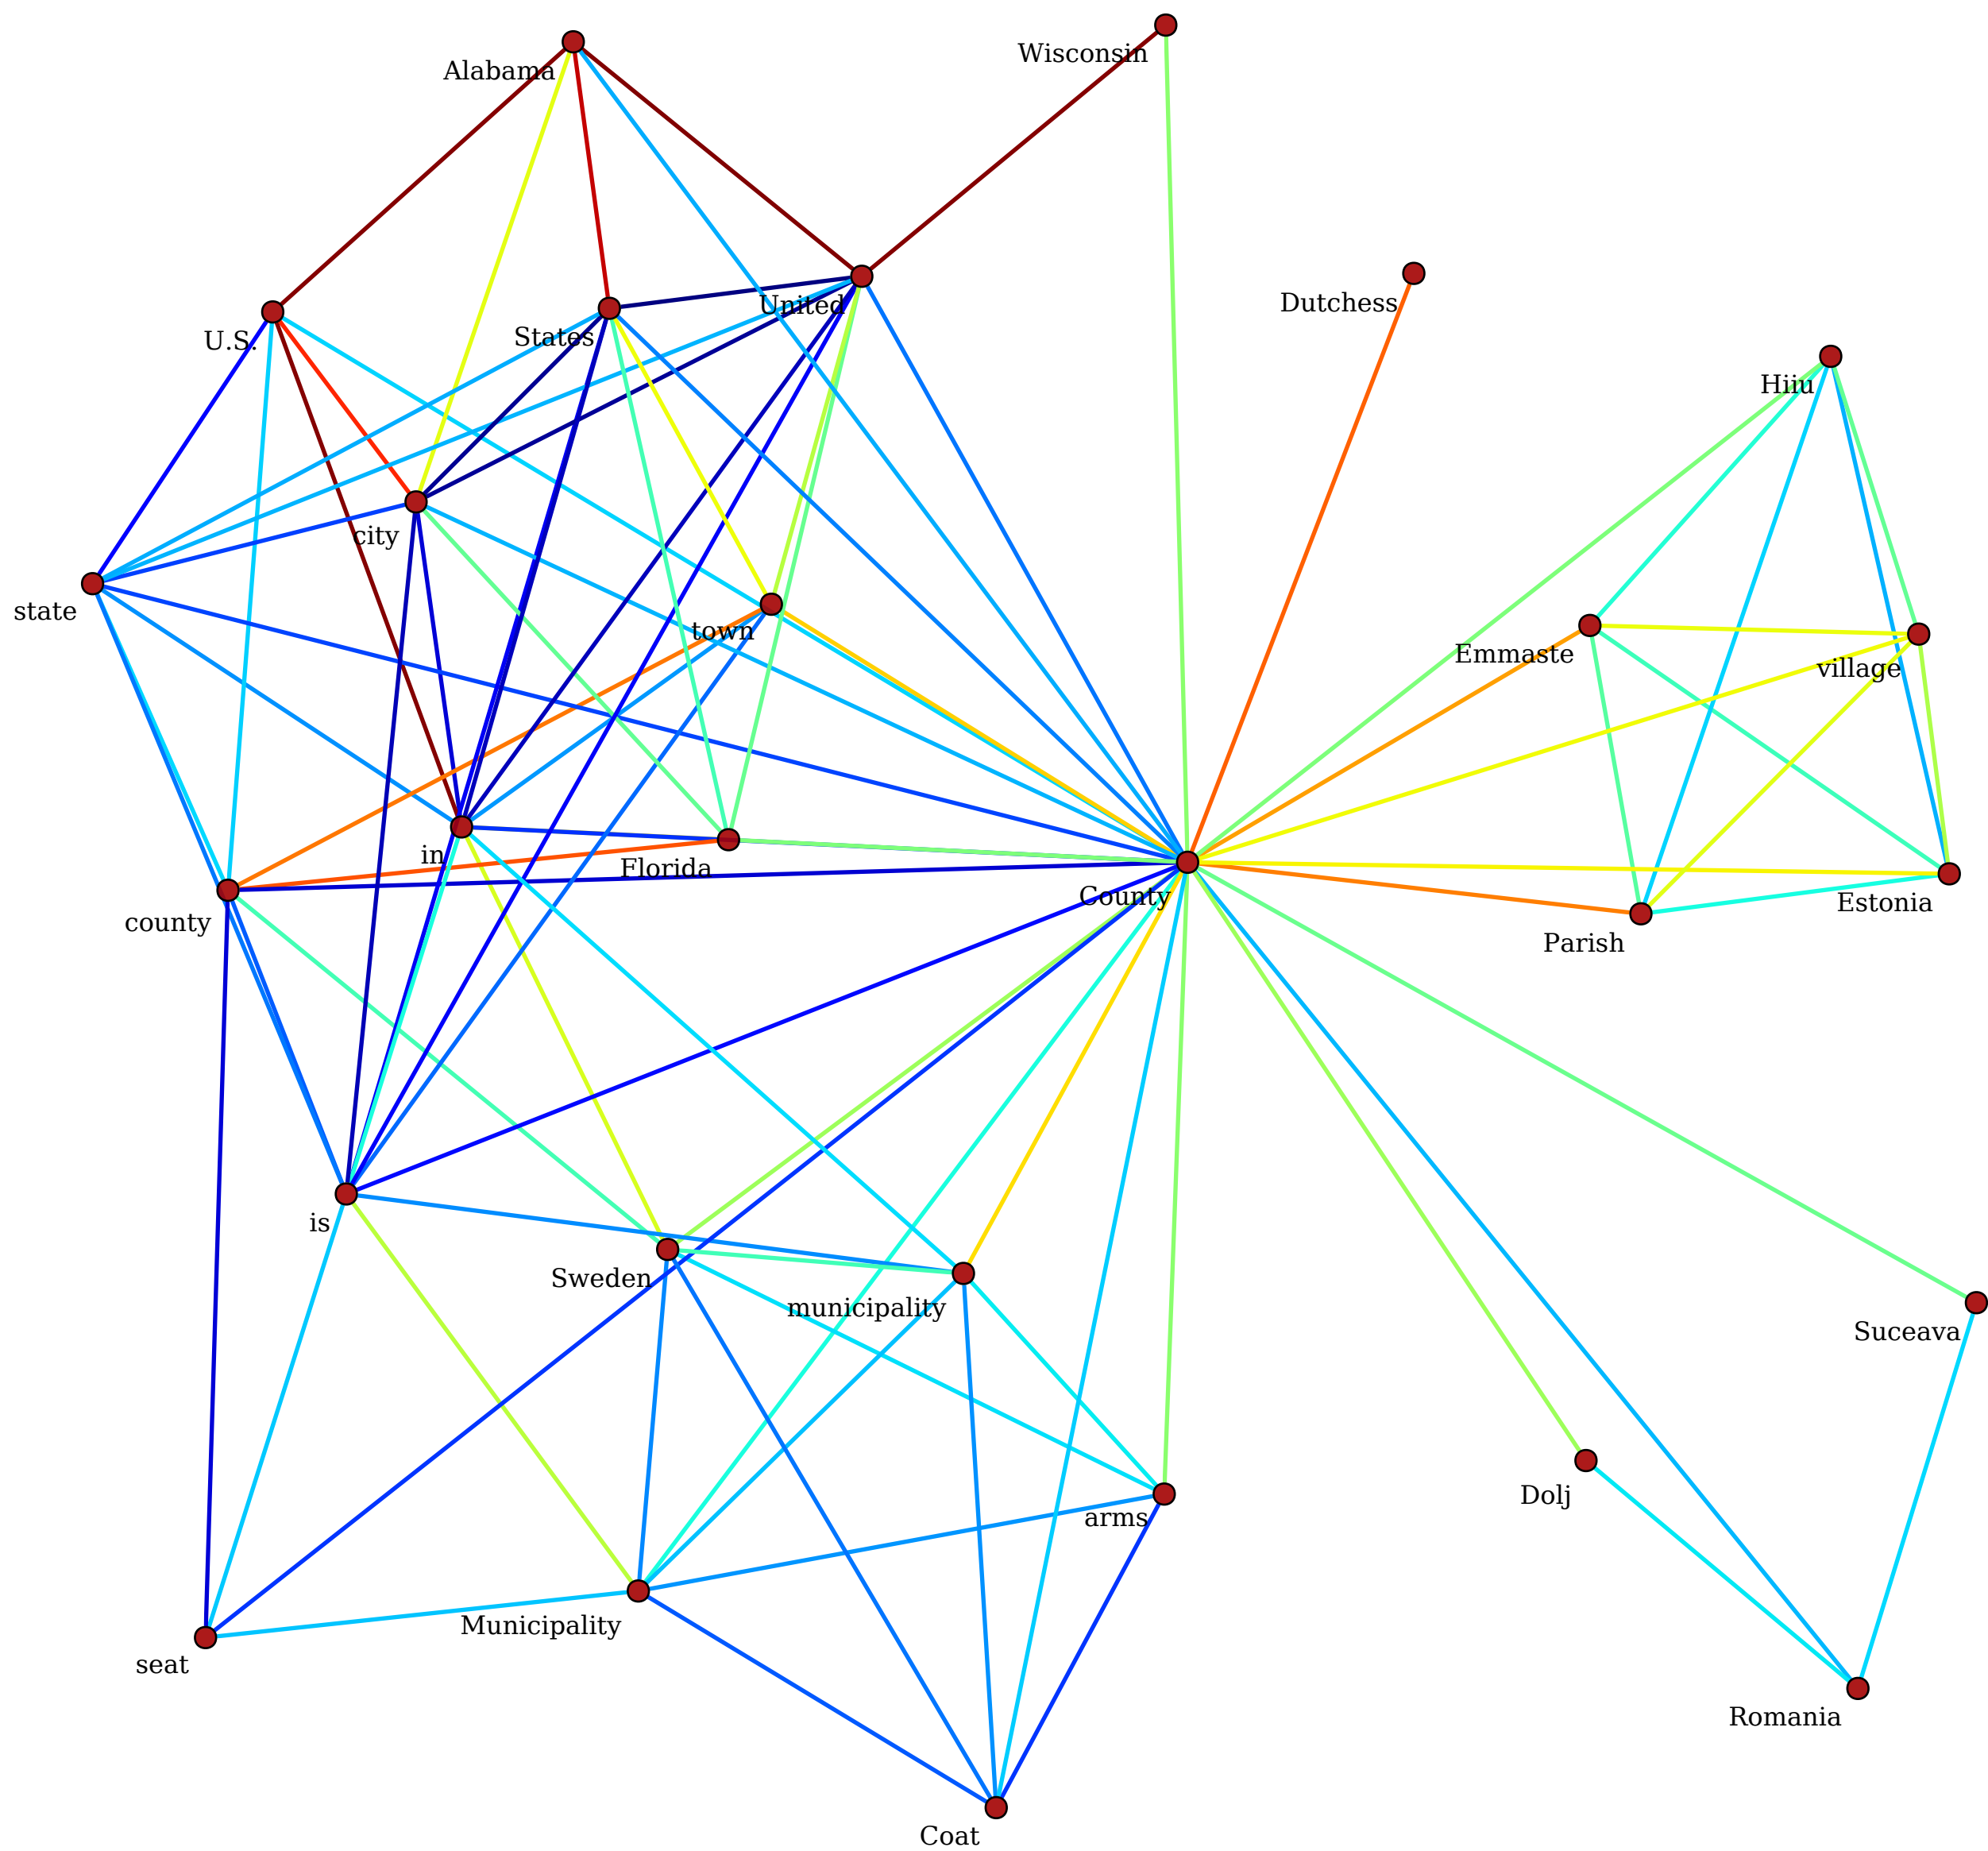 Wisconsin
Alabama
Dutchess
United
States
U.S.
Hiiu
city
state
town
Emmaste
village
in
Florida
County
Estonia
county
Parish
is
Sweden
municipality
Suceava
Dolj
arms
Municipality
seat
Romania
Coat